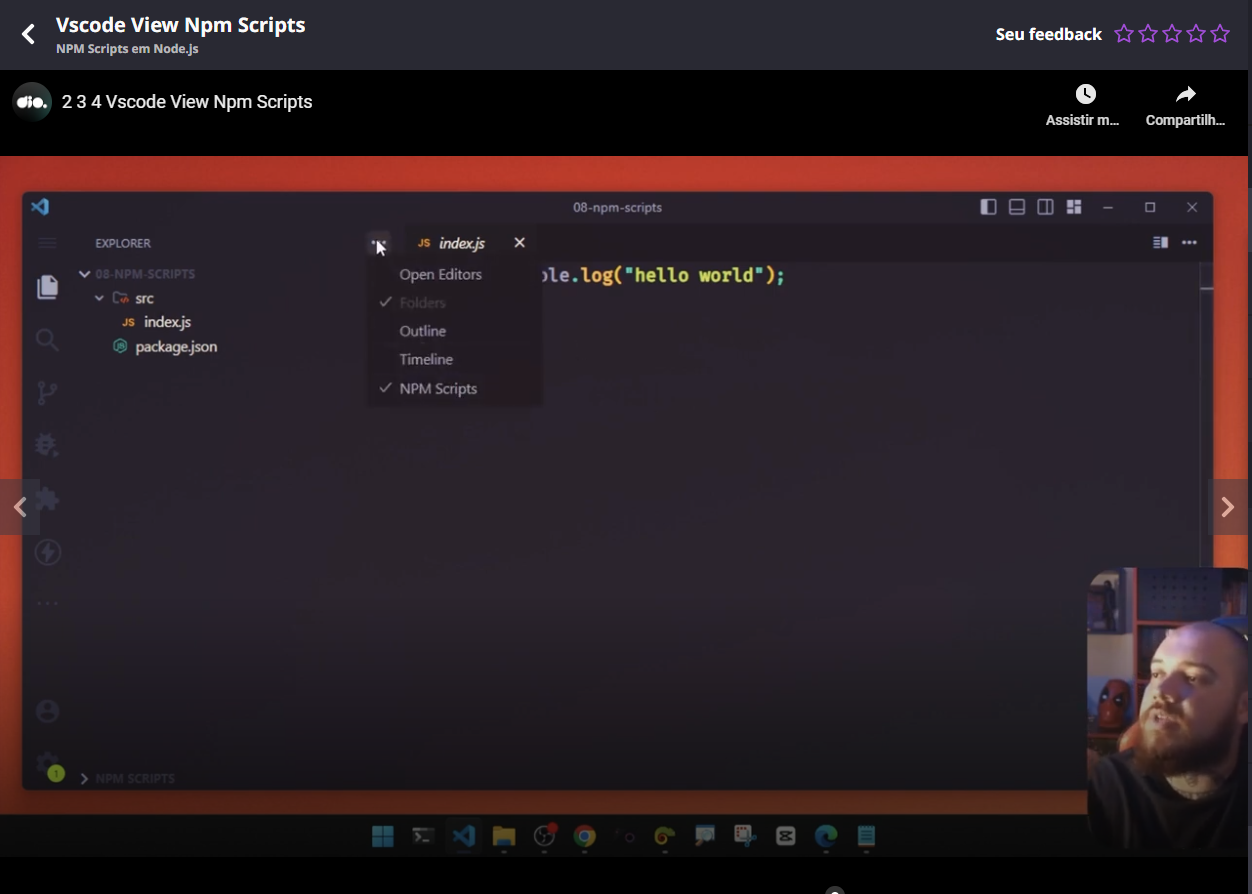 Vscode View Npm Scripts
NPM Scripts em Node.js
Seu feedback
dio.
2 3 4 Vscode View Npm Scripts
Assistir m...
Compartilh...
08-npm-scripts
EXPLORER
JS index.js
08-NPM-SCRIPTS
src
JS index.js
package.json
Open Editors
Folders
Outline
Timeline
NPM Scripts
ole.log("hello world");
1
NPM SCRIPTS